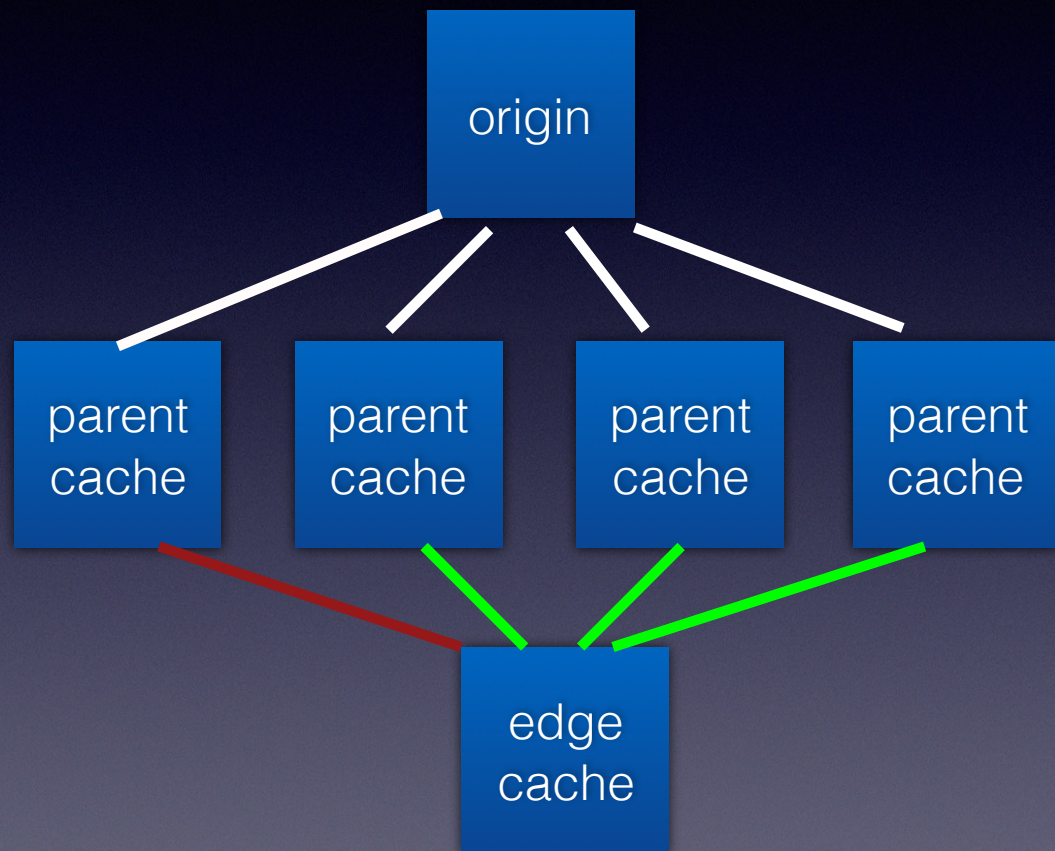 origin
parent
cache
parent
cache
parent
cache
parent
cache
edge
cache